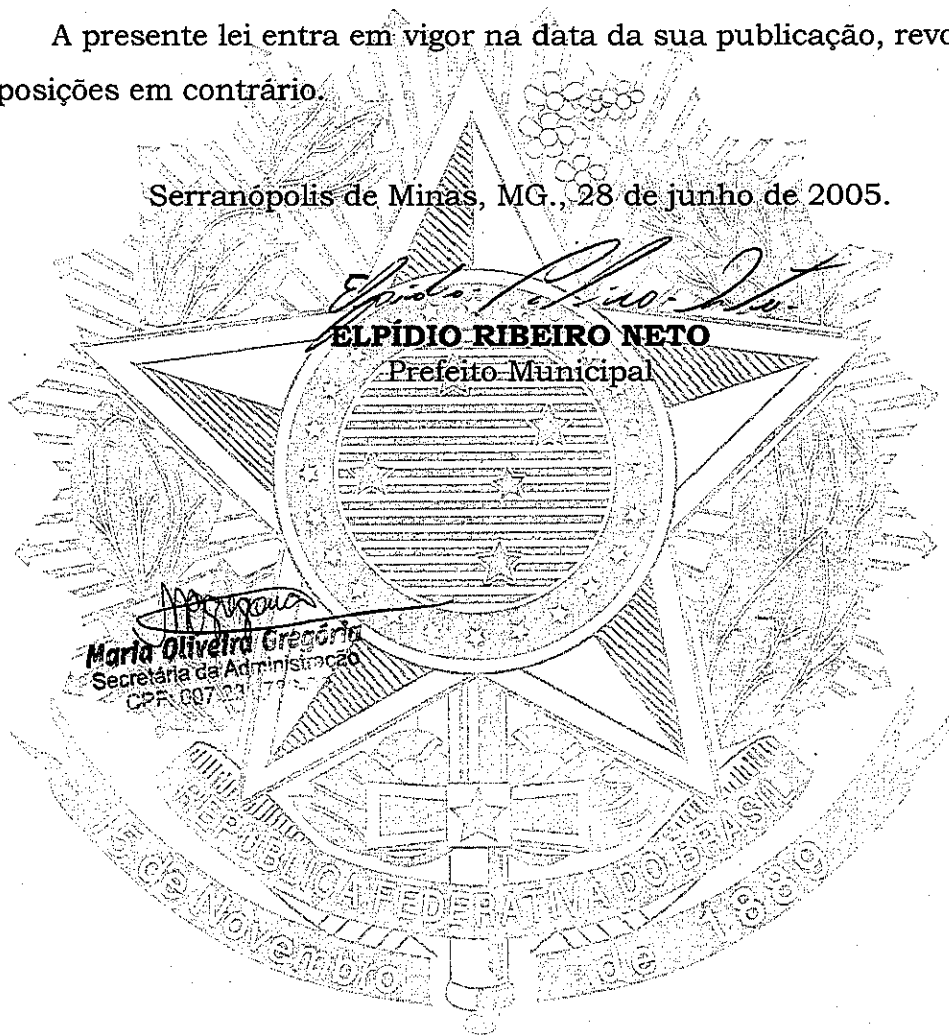 A presente lei entra em vigor na data da sua publicação, revo
posições em contrário.
Serranópolis de Minas, MG., 28 de junho de 2005.
ELPÍDIO RIBEIRO NETO
Prefeito Municipal
Maria Oliveira Gregório
Secretária da Administração
REPÚBLICA FEDERATIVA DO BRASIL
15 de Novembro de 1889